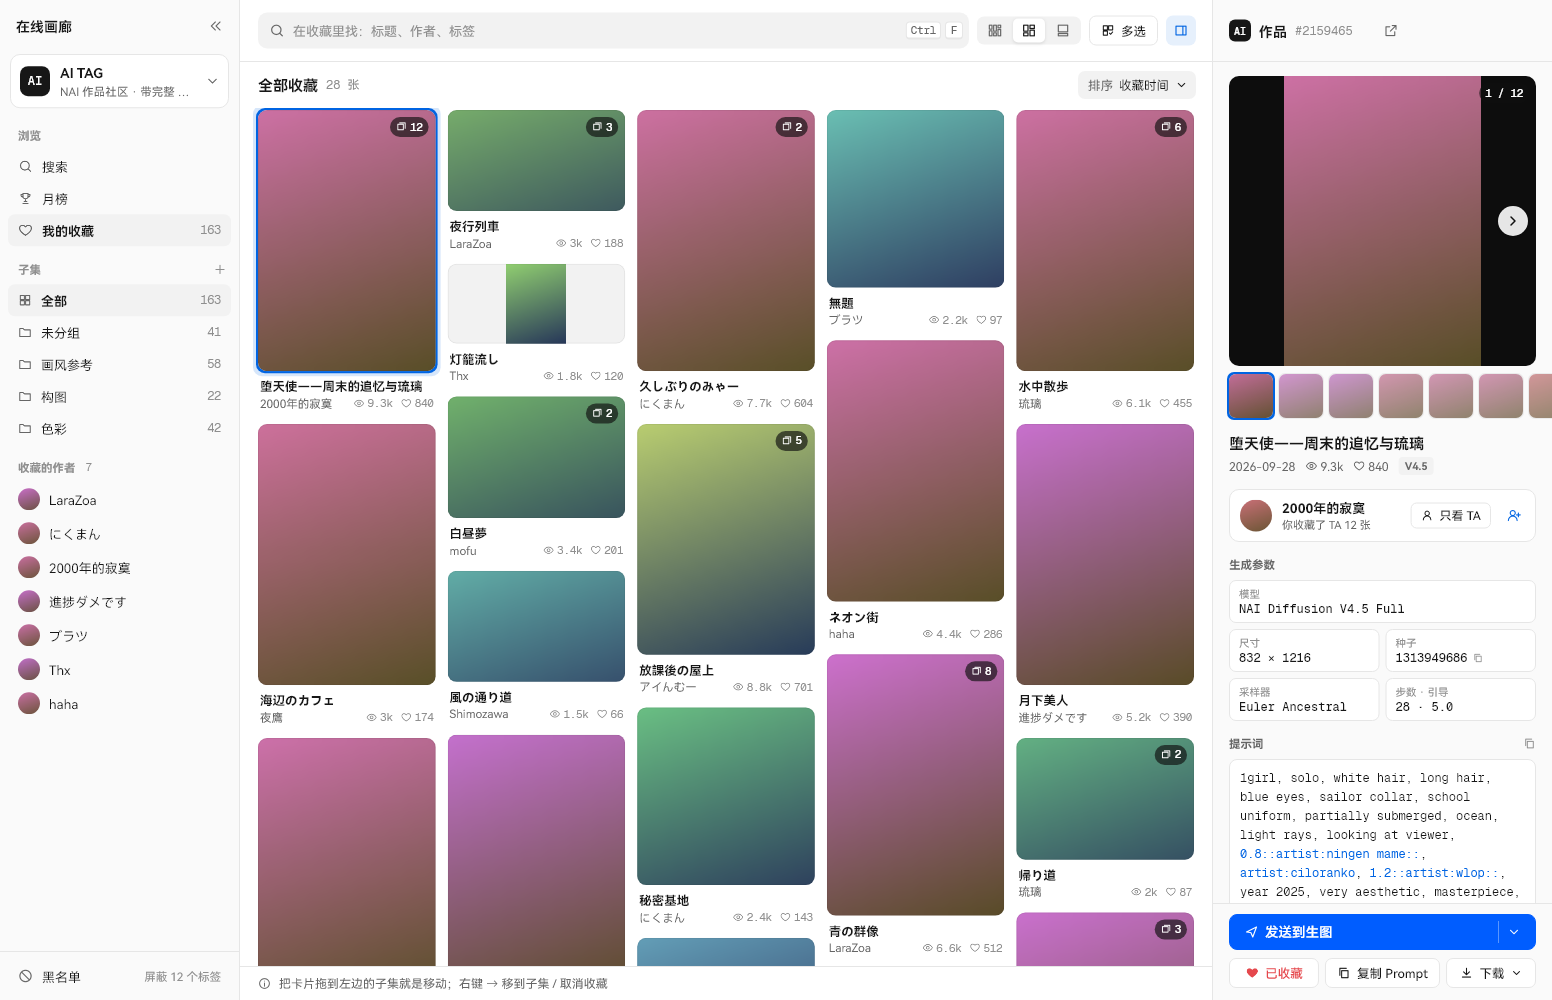 在线画廊
AI
AI TAG
NAI 作品社区 · 带完整 ...
浏览
搜索
月榜
我的收藏 163
子集
全部 163
未分组 41
画风参考 58
构图 22
色彩 42
收藏的作者 7
LaraZoa
にくまん
2000年的寂寞
進捗ダメです
プラツ
Thx
haha
黑名单 屏蔽 12 个标签
在收藏里找：标题、作者、标签 Ctrl F
多选
全部收藏 28 张
排序 收藏时间
12
堕天使一一周末的追忆与琉璃
2000年的寂寞 9.3k 840
海辺のカフェ
夜鷹 3k 174
3
夜行列車
LaraZoa 3k 188
灯籠流し
Thx 1.8k 120
2
白昼夢
mofu 3.4k 201
風の通り道
Shimozawa 1.5k 66
2
久しぶりのみゃー
にくまん 7.7k 604
5
放課後の屋上
アイんむー 8.8k 701
秘密基地
にくまん 2.4k 143
無題
プラツ 2.2k 97
ネオン街
haha 4.4k 286
8
青の群像
LaraZoa 6.6k 512
6
水中散歩
琉璃 6.1k 455
月下美人
進捗ダメです 5.2k 390
2
帰り道
琉璃 2k 87
3
把卡片拖到左边的子集就是移动；右键 → 移到子集 / 取消收藏
AI 作品 #2159465
1 / 12
堕天使一一周末的追忆与琉璃
2026-09-28 9.3k 840 V4.5
2000年的寂寞
你收藏了 TA 12 张
只看 TA
生成参数
模型
NAI Diffusion V4.5 Full
尺寸
832 × 1216
种子
1313949686
采样器
Euler Ancestral
步数 · 引导
28 · 5.0
提示词
1girl, solo, white hair, long hair,
blue eyes, sailor collar, school
uniform, partially submerged, ocean,
light rays, looking at viewer,
0.8::artist:ningen mame::,
artist:ciloranko, 1.2::artist:wlop::,
year 2025, very aesthetic, masterpiece,
发送到生图
已收藏
复制 Prompt
下载